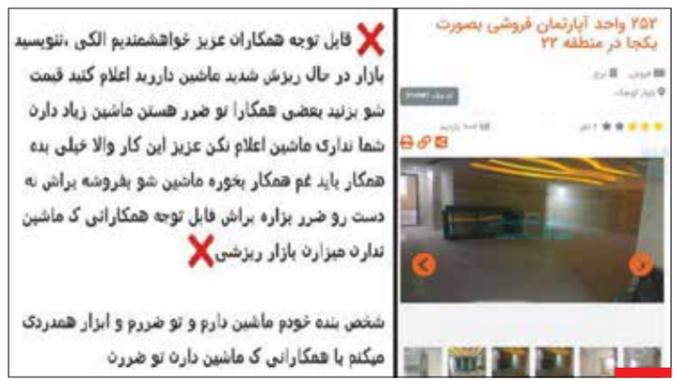 ۲۵۲ واحد آپارتمان فروشی بصورت
یکجا در منطقه ۲۲
فروش
برج
❌ قابل توجه همکاران عزیز خواهشمندیم الکی ،ننویسید
بازار در حال ریزش شدید ماشین داررید اعلام کنید قیمت
شو بزنید بعضی همکارا تو ضرر هستن ماشین زیاد دارن
شما نداری ماشین اعلام نکن عزیز این کار والا خیلی بده
همکار باید غم همکار بخوره ماشین شو بفروشه براش نه
دست رو ضرر بزاره براش قابل توجه همکارانی ک ماشین
ندارن میزارن بازار ریزشی❌
شخص بنده خودم ماشین دارم و تو ضررم و ابزار همدردی
میکنم با همکارانی ک ماشین دارن تو ضررن